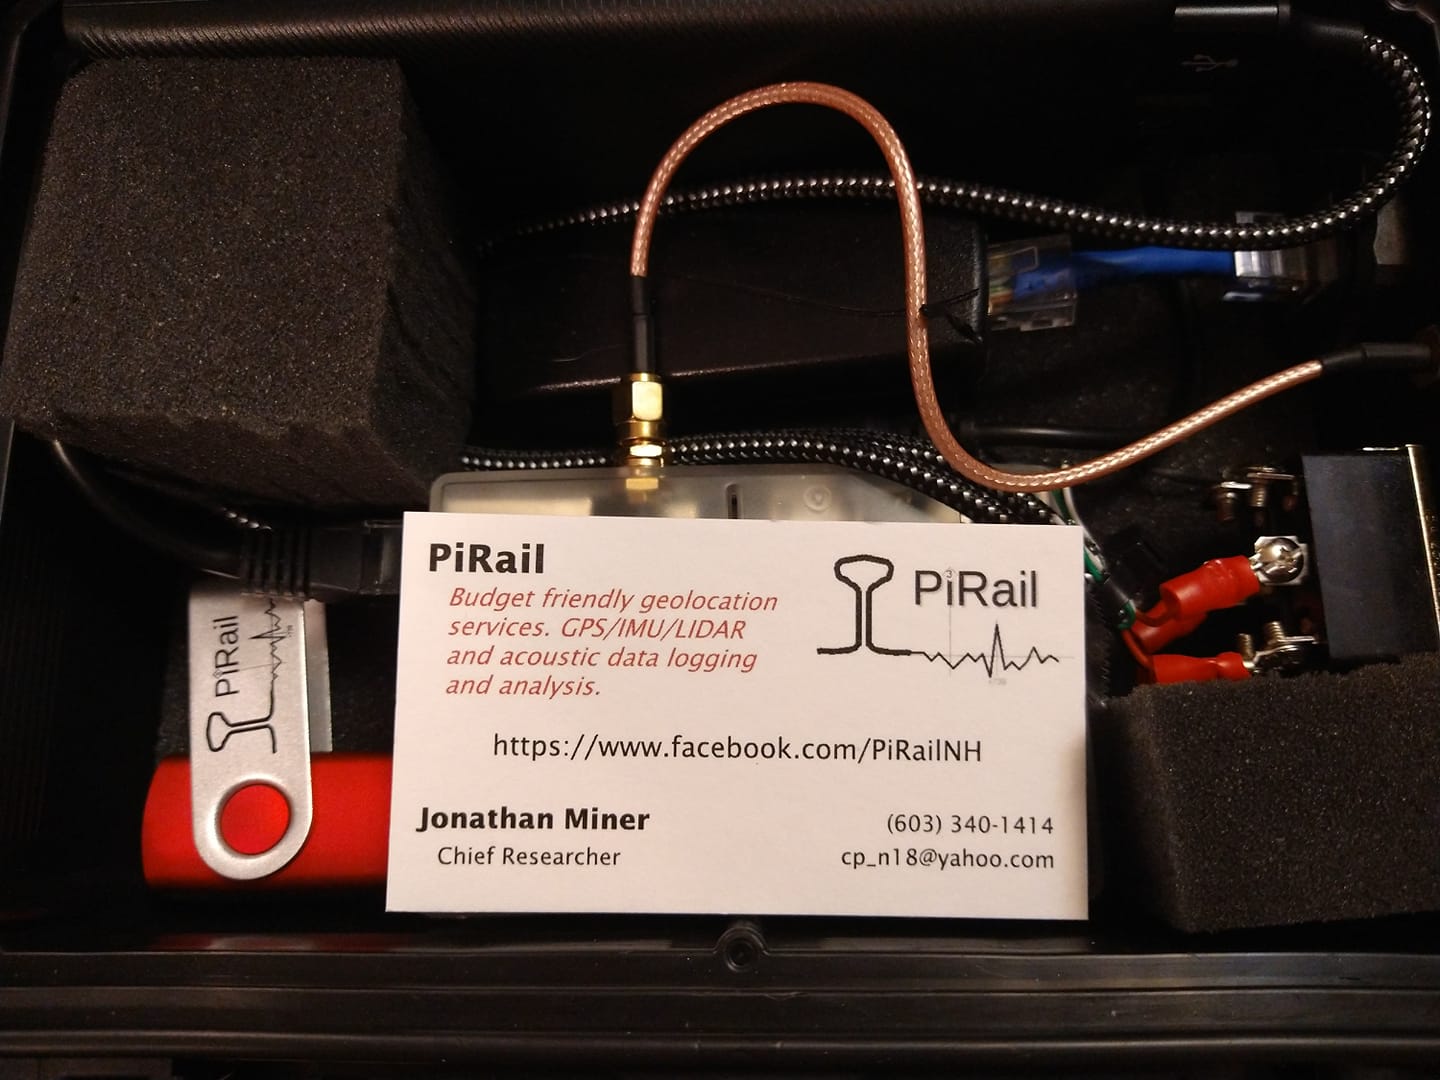 PiRail
Budget friendly geolocation
services. GPS/IMU/LIDAR
and acoustic data logging
and analysis.
PiRail
https://www.facebook.com/PiRailNH
Jonathan Miner
Chief Researcher
(603) 340-1414
cp_n18@yahoo.com
PiRail